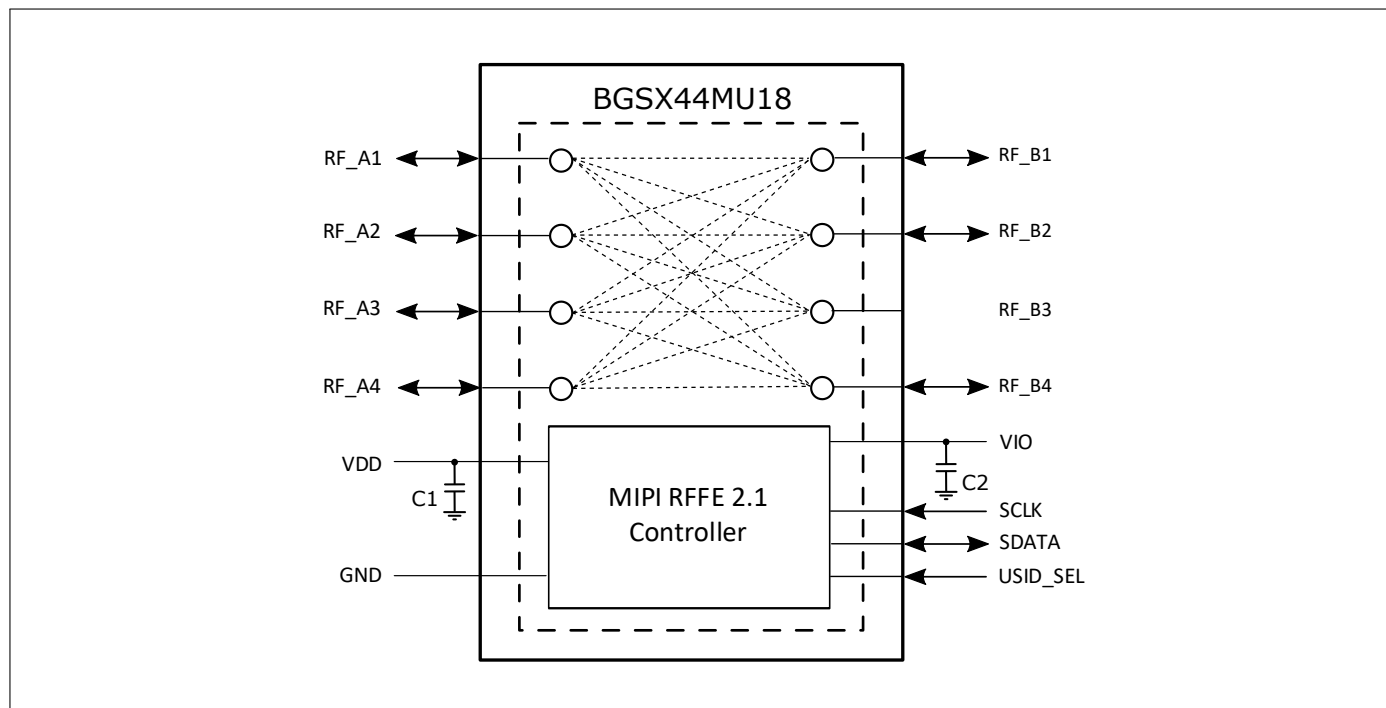 BGSX44MU18
RF_A1
RF_B1
RF_A2
RF_B2
RF_A3
RF_B3
RF_A4
RF_B4
VDD
C1
GND
MIPI RFFE 2.1
Controller
VIO
C2
SCLK
SDATA
USID_SEL